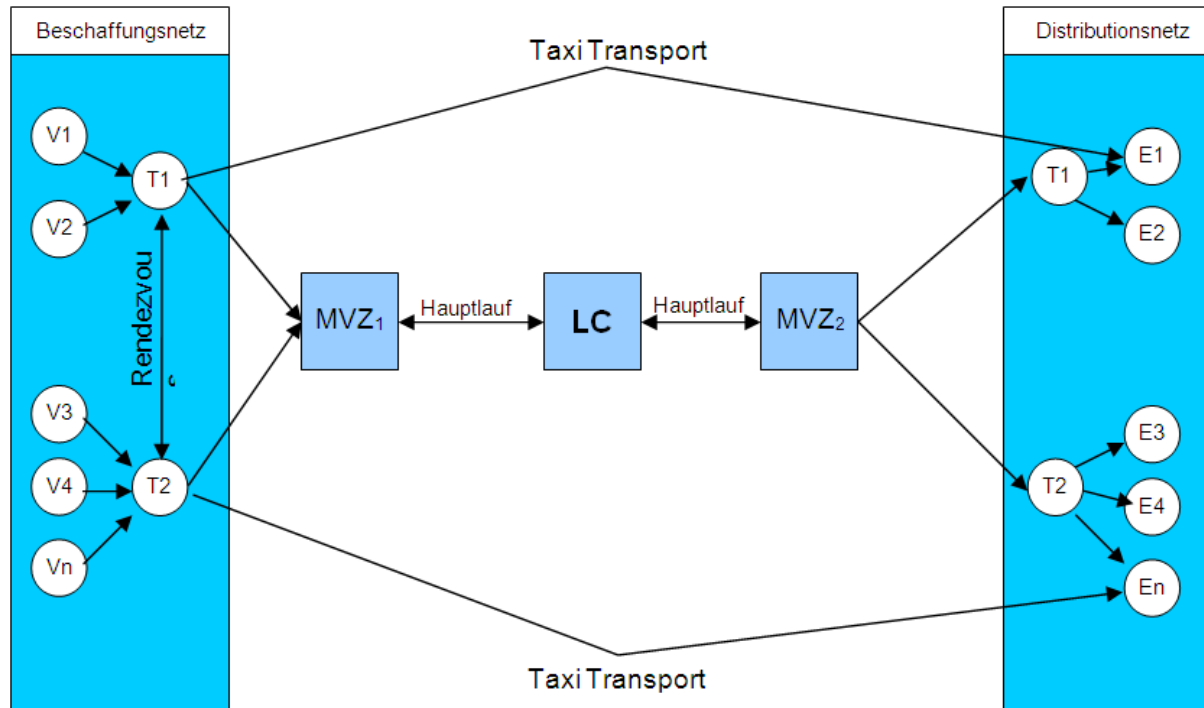 Beschaffungsnetz
Distributionsnetz
Taxi Transport
V1
T1
V2
E1
T1
E2
Rendezvou
MVZ1
Hauptlauf
LC
Hauptlauf
MVZ2
V3
V4
T2
Vn
E3
T2
E4
En
Taxi Transport